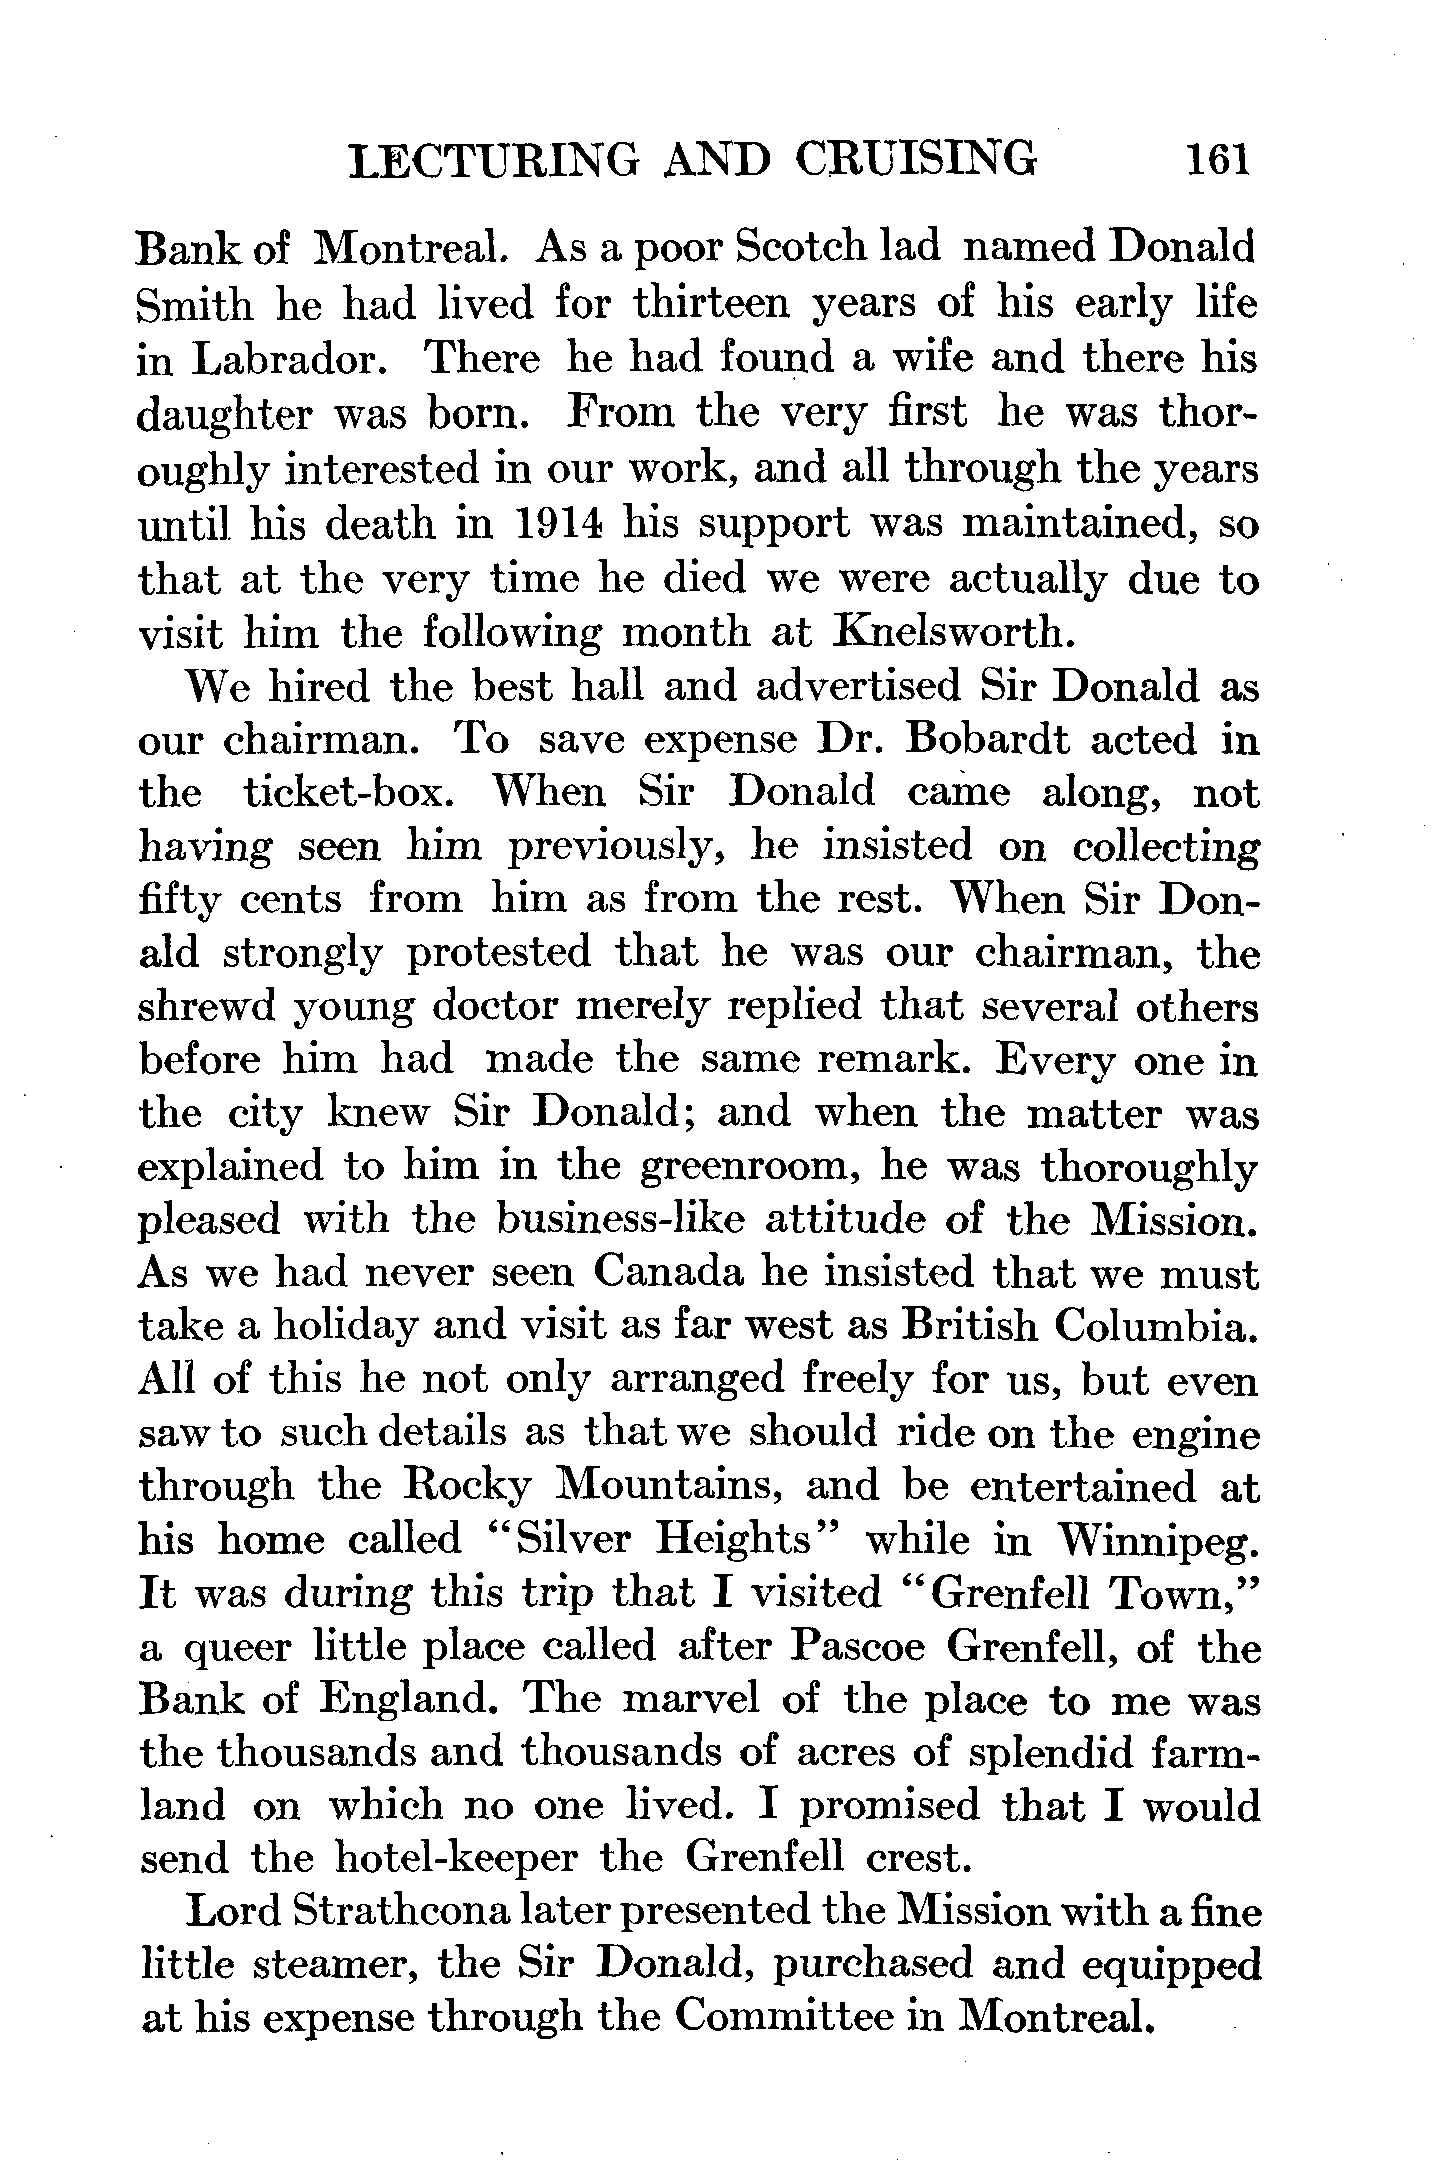 LECTURING AND CRUISING 161
Bank of Montreal. As a poor Scotch lad named Donald
Smith he had lived for thirteen years of his early life
in Labrador. There he had found a wife and there his
daughter was born. From the very first he was thor-
oughly interested in our work, and all through the years
until his death in 1914 his support was maintained, so
that at the very time he died we were actually due to
visit him the following month at Knelsworth.
We hired the best hall and advertised Sir Donald as
our chairman. To save expense Dr. Bobardt acted in
the ticket-box. When Sir Donald came along, not
having seen him previously, he insisted on collecting
fifty cents from him as from the rest. When Sir Don-
ald strongly protested that he was our chairman, the
shrewd young doctor merely replied that several others
before him had made the same remark. Every one in
the city knew Sir Donald; and when the matter was
explained to him in the greenroom, he was thoroughly
pleased with the business-like attitude of the Mission.
As we had never seen Canada he insisted that we must
take a holiday and visit as far west as British Columbia.
All of this he not only arranged freely for us, but even
saw to such details as that we should ride on the engine
through the Rocky Mountains, and be entertained at
his home called “Silver Heights” while in Winnipeg.
It was during this trip that I visited “Grenfell Town,”
a queer little place called after Pascoe Grenfell, of the
Bank of England. The marvel of the place to me was
the thousands and thousands of acres of splendid farm-
land on which no one lived. I promised that I would
send the hotel-keeper the Grenfell crest.
Lord Strathcona later presented the Mission with a fine
little steamer, the Sir Donald, purchased and equipped
at his expense through the Committee in Montreal.